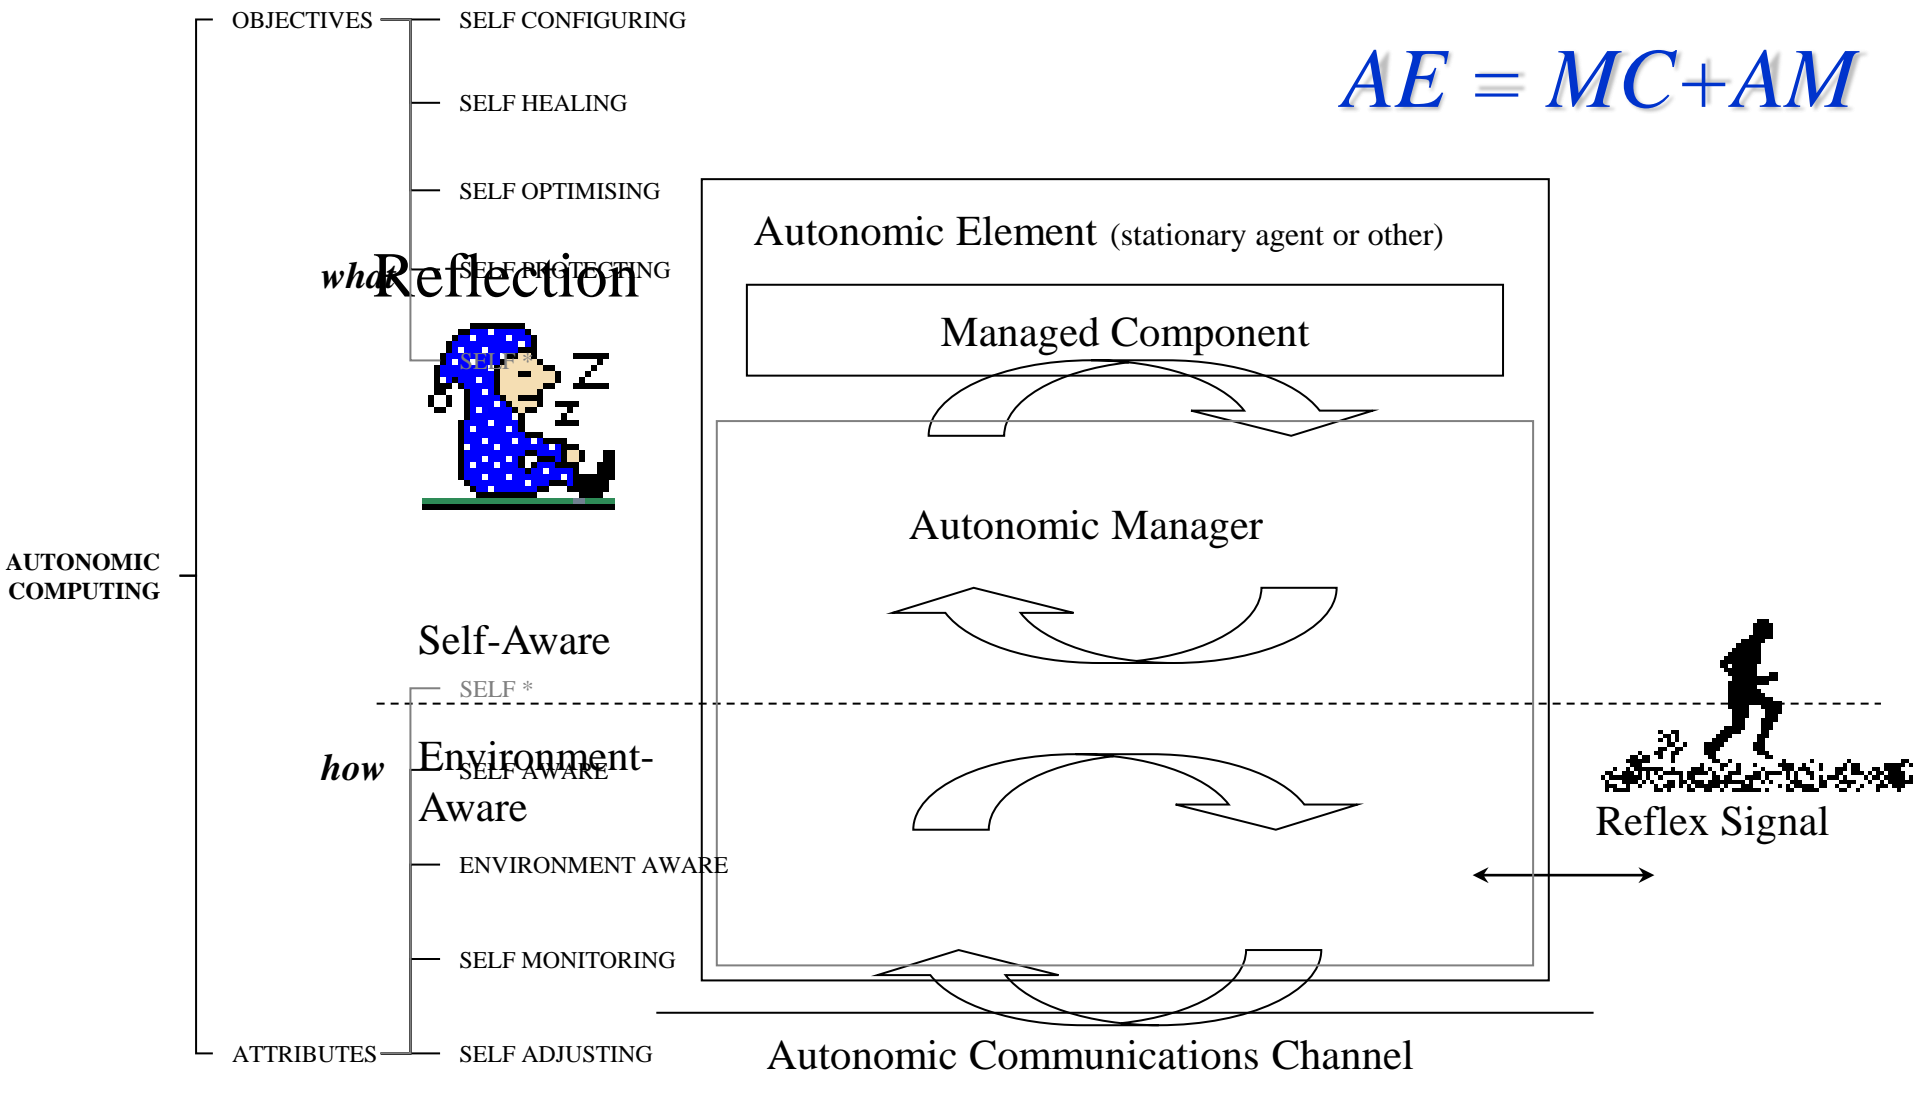 OBJECTIVES
SELF CONFIGURING
AE = MC+AM
SELF HEALING
SELF OPTIMISING
Autonomic Element (stationary agent or other)
what
Reflection
SELF PROTECTING
Managed Component
SELF *
Autonomic Manager
AUTONOMIC
COMPUTING
Self-Aware
SELF *
how
Environment-
Aware
SELF AWARE
Reflex Signal
ENVIRONMENT AWARE
SELF MONITORING
ATTRIBUTES
SELF ADJUSTING
Autonomic Communications Channel